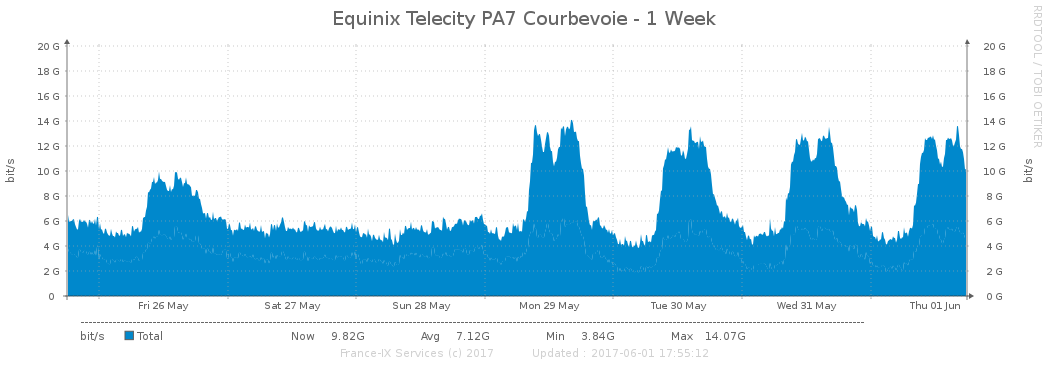 Equinix Telecity PA7 Courbevoie - 1 Week
RRDTOOL / TOBI OETIKER
bit/s
20 G
18 G
16 G
14 G
12 G
10 G
8 G
6 G
4 G
2 G
0
20 G
18 G
16 G
14 G
12 G
10 G
8 G
6 G
4 G
2 G
0 G
bit/s
Fri 26 May Sat 27 May Sun 28 May Mon 29 May Tue 30 May Wed 31 May Thu 01 Jun
bit/s Total Now 9.82G Avg 7.12G Min 3.84G Max 14.07G
France-IX Services (c) 2017 Updated : 2017-06-01 17:55:12